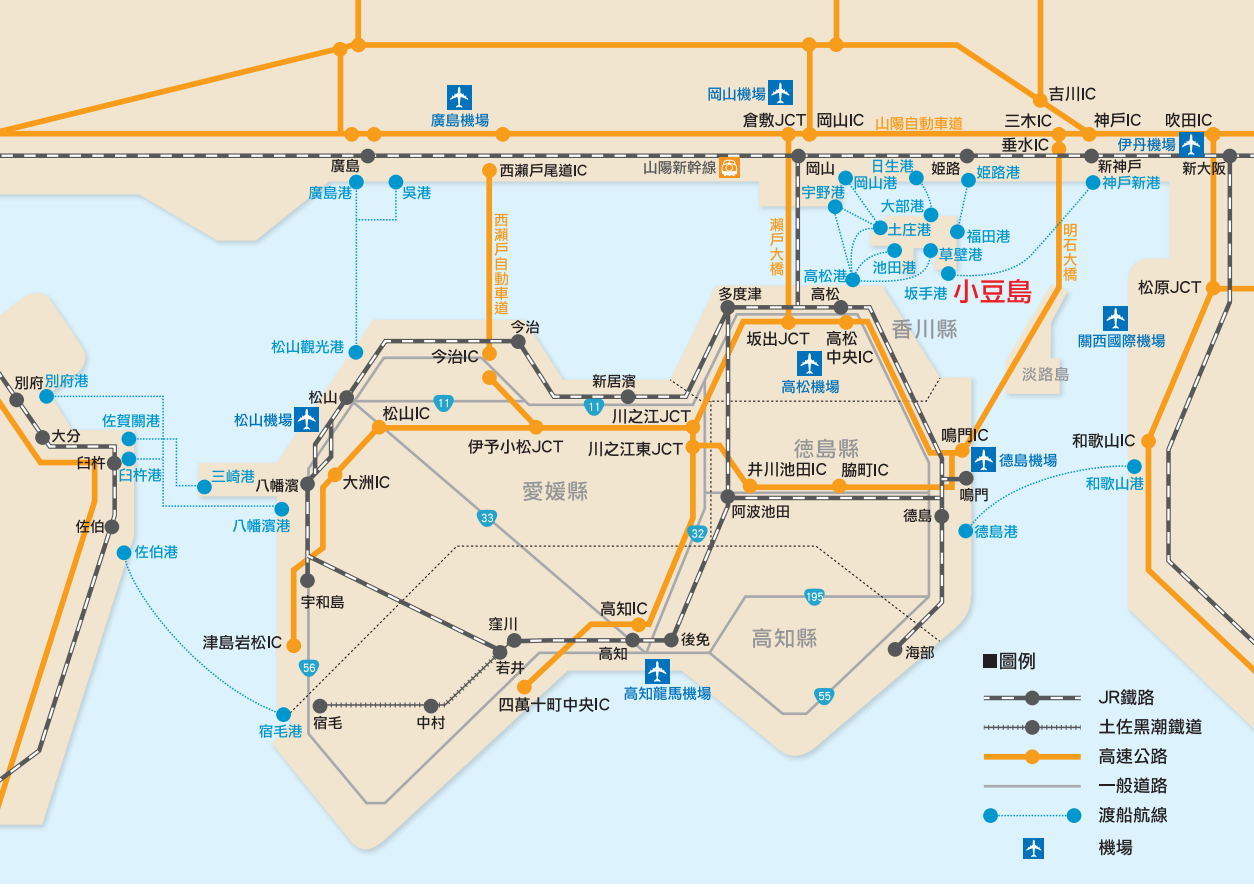 吉川IC
岡山機場
廣島機場
倉敷JCT
岡山IC
山陽自動車道
三木IC
神戶IC
吹田IC
垂水IC
伊丹機場
廣島
西瀨戶尾道IC
山陽新幹線
岡山
日生港
姬路
姬路港
新神戶
新大阪
廣島港
吳港
宇野港
岡山港
神戶新港
大部港
西瀨戶自動車道
瀨戶大橋
土庄港
福田港
明石大橋
草壁港
池田港
高松港
坂手港
小豆島
松原JCT
多度津
高松
香川縣
今治
松山觀光港
今治IC
坂出JCT
高松
中央IC
關西國際機場
高松機場
淡路島
別府
別府港
新居濱
松山
11
11
佐賀關港
松山機場
松山IC
川之江JCT
大分
伊予小松JCT
川之江東JCT
德島縣
鳴門IC
和歌山IC
臼杵
臼杵港
三崎港
八幡濱
大洲IC
愛媛縣
井川池田IC
脇町IC
德島機場
和歌山港
鳴門
八幡濱港
阿波池田
德島
佐伯
33
32
德島港
佐伯港
宇和島
高知IC
195
津島岩松IC
窪川
高知
後免
高知縣
海部
若井
56
圖例
高知龍馬機場
55
四萬十町中央IC
JR鐵路
宿毛港
宿毛
中村
土佐黑潮鐵道
高速公路
一般道路
渡船航線
機場